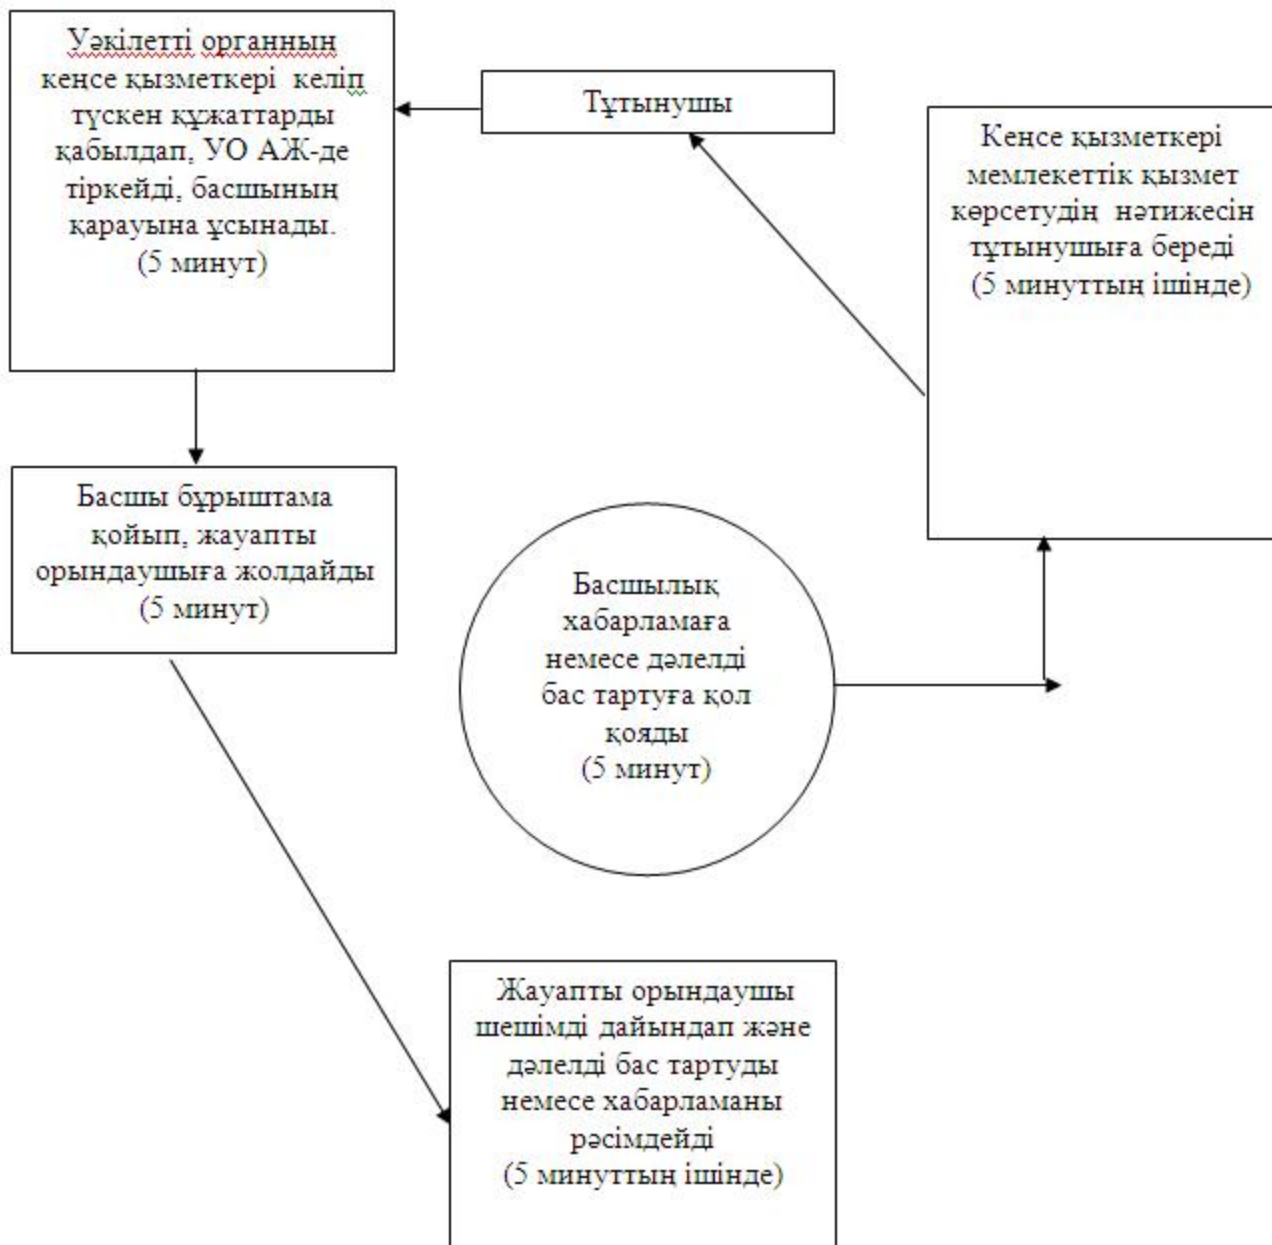 Уәкілетті органның
кеңсе қызметкері келіп
түскен құжаттарды
қабылдап, УО АЖ-де
тіркейді, басшының
қарауына ұсынады.
(5 минут)
Тұтынушы
Кеңсе қызметкері
мемлекеттік қызмет
көрсетудің нәтижесін
тұтынушыға береді
(5 минуттың ішінде)
Басшы бұрыштама
қойып, жауапты
орындаушыға жолдайды
(5 минут)
Басшылық
хабарламаға
немесе дәлелді
бас тартуға қол
қояды
(5 минут)
Жауапты орындаушы
шешімді дайындап және
дәлелді бас тартуды
немесе хабарламаны
рәсімдейді
(5 минуттың ішінде)